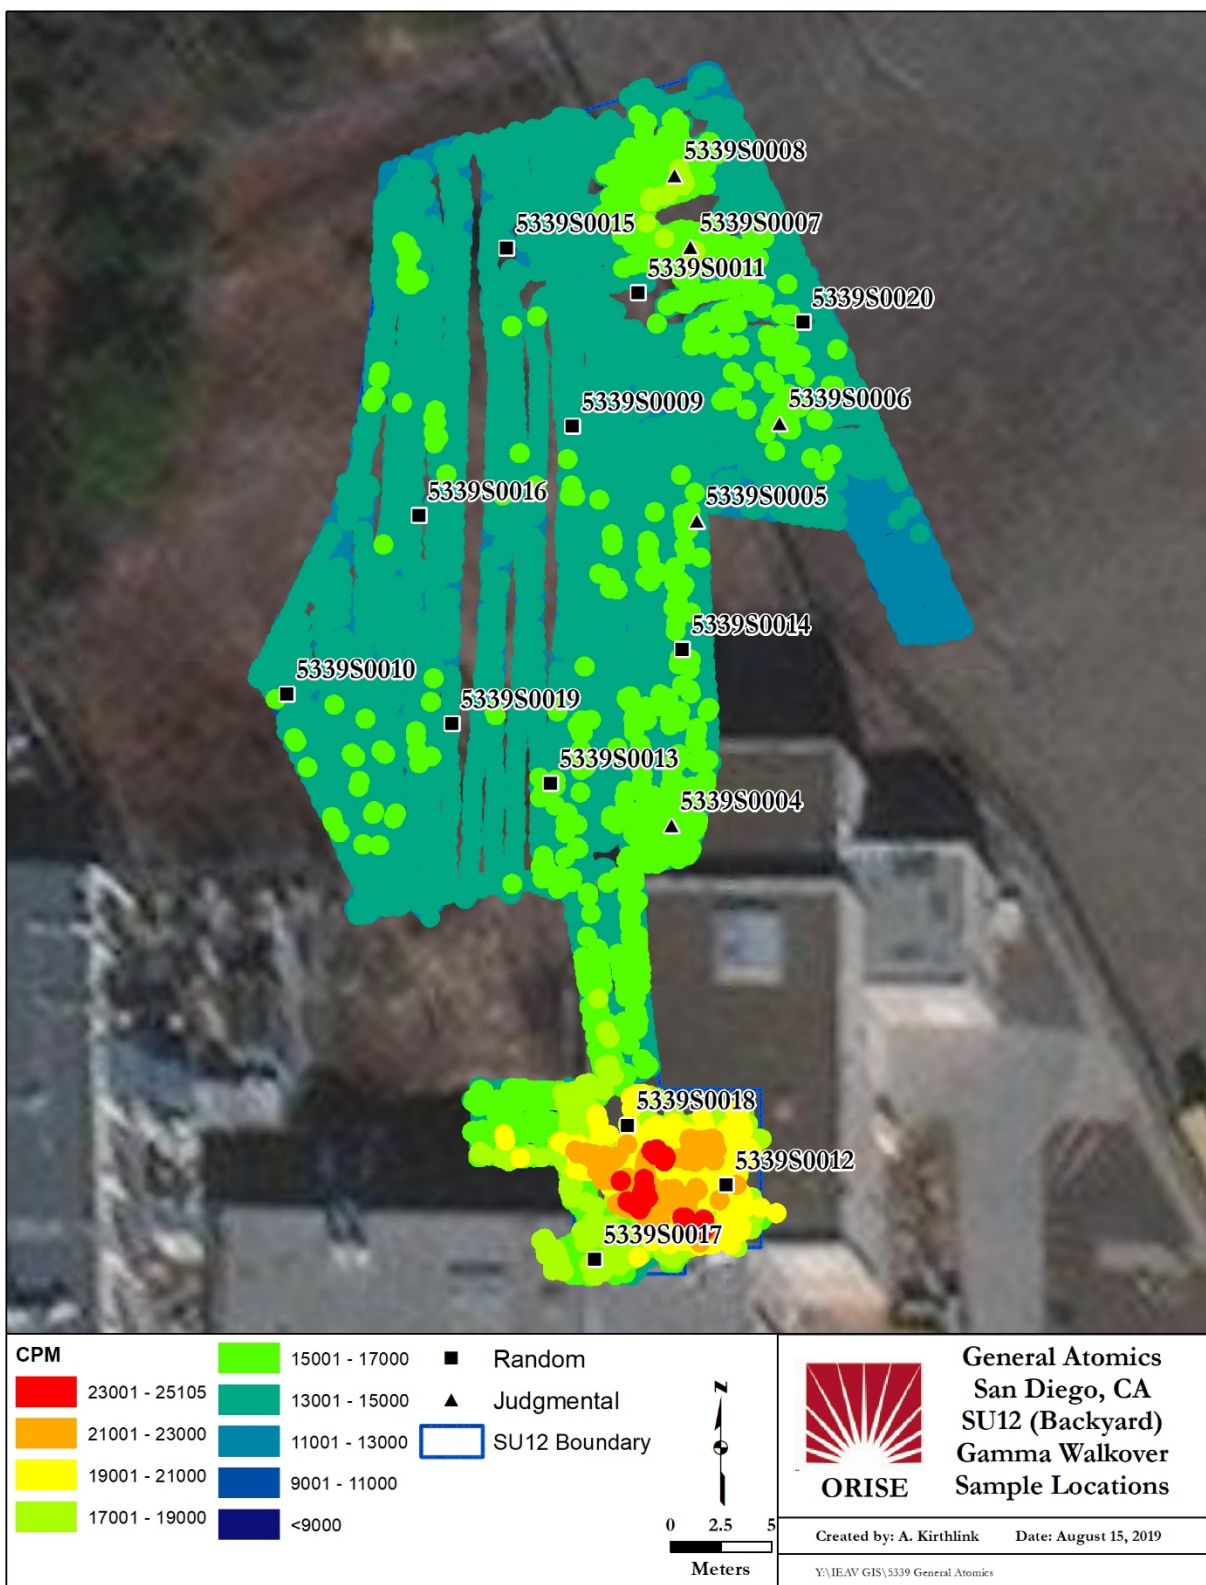 5339S0008
5339S0015
5339S0007
5339S0011
5339S0020
5339S0009
5339S0006
5339S0016
5339S0005
5339S0014
5339S0010
5339S0019
5339S0013
5339S0004
5339S0018
5339S0012
5339S0017
CPM
23001 - 25105
21001 - 23000
19001 - 21000
17001 - 19000
15001 - 17000
13001 - 15000
11001 - 13000
9001 - 11000
<9000
Random
Judgmental
SU12 Boundary
N
0 2.5 5
Meters
ORISE
General Atomics
San Diego, CA
SU12 (Backyard)
Gamma Walkover
Sample Locations
Created by: A. Kirthlink Date: August 15, 2019
Y:\IEAV GIS\5339 General Atomics